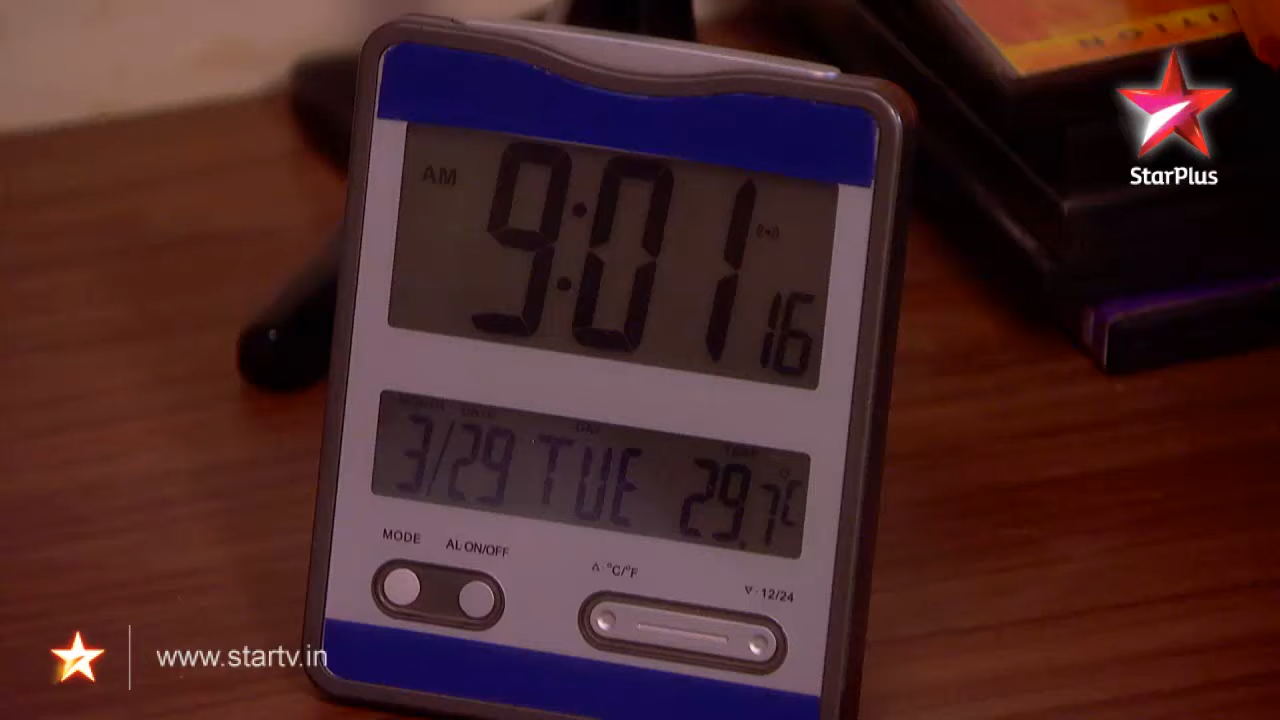 StarPlus
AM
9:01 16
3/29 TUE 29.7°C
MODE
AL ON/OFF
△·°C/°F
▽·12/24
www.startv.in